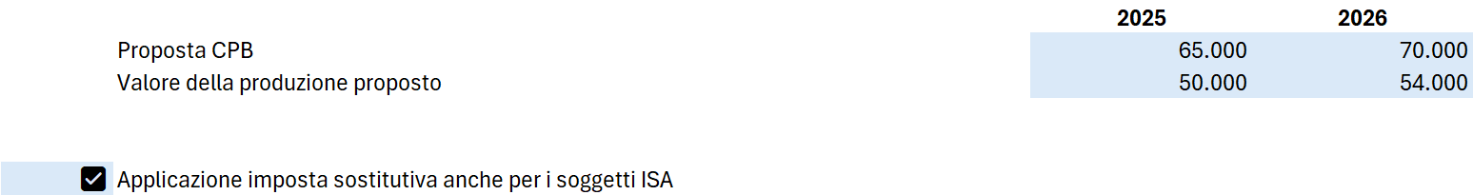 2025 2026
Proposta CPB 65.000 70.000
Valore della produzione proposto 50.000 54.000
Applicazione imposta sostitutiva anche per i soggetti ISA